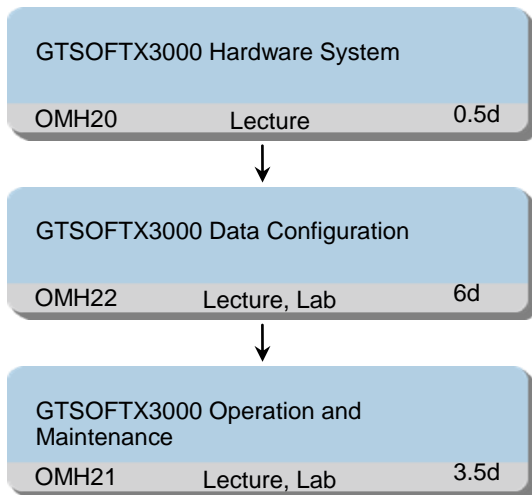 GTSOFTX3000 Hardware System
OMH20 Lecture 0.5d
GTSOFTX3000 Data Configuration
OMH22 Lecture, Lab 6d
GTSOFTX3000 Operation and
Maintenance
OMH21 Lecture, Lab 3.5d